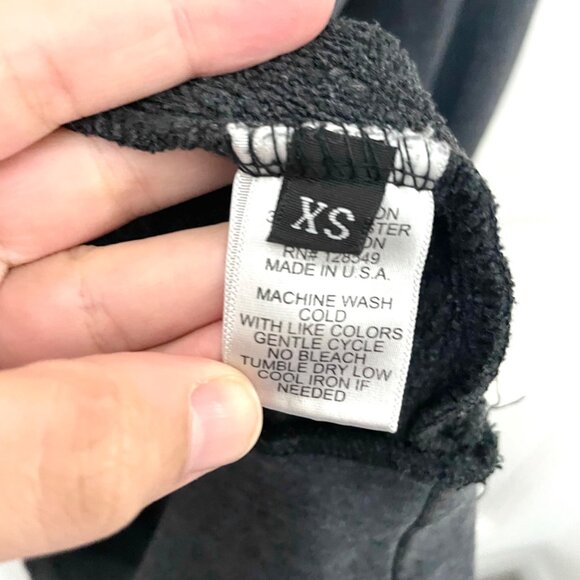 XS
RN# 128549
MADE IN U.S.A.
MACHINE WASH
COLD
WITH LIKE COLORS
GENTLE CYCLE
NO BLEACH
TUMBLE DRY LOW
COOL IRON IF
NEEDED